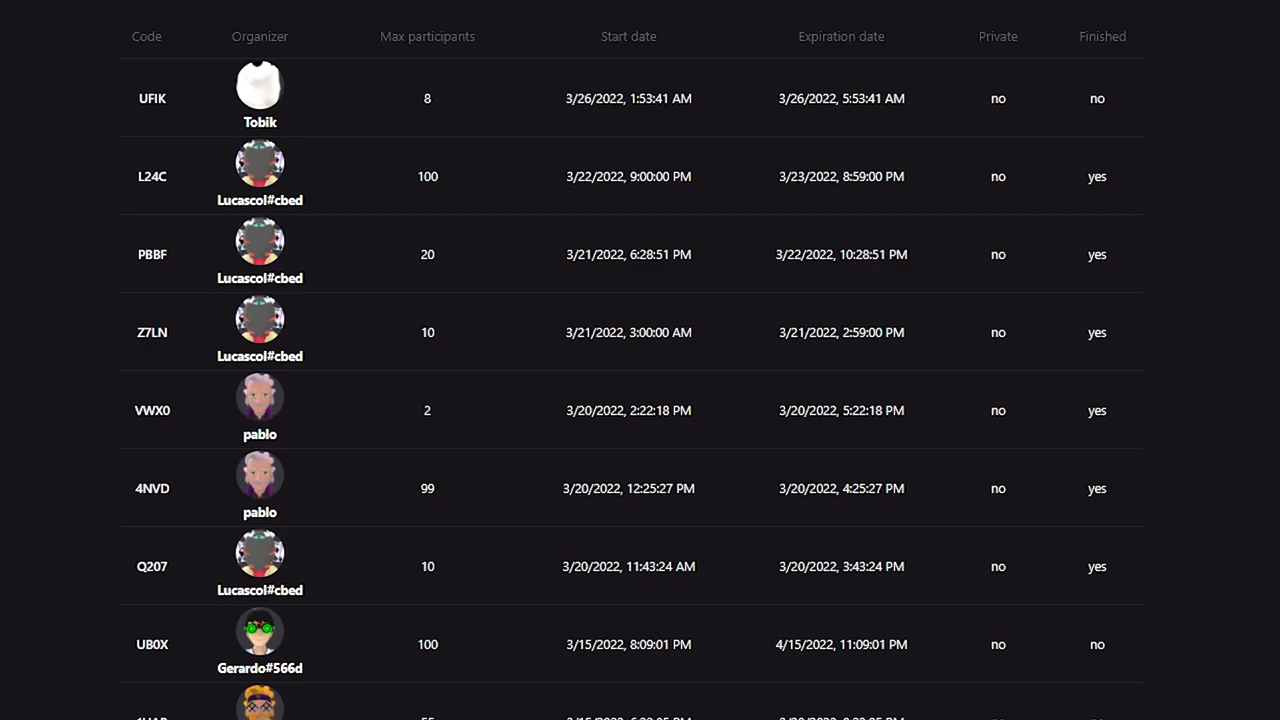 Code Organizer Max participants Start date Expiration date Private Finished
UFIK 8 3/26/2022, 1:53:41 AM 3/26/2022, 5:53:41 AM no no
Tobik
L24C 100 3/22/2022, 9:00:00 PM 3/23/2022, 8:59:00 PM no yes
Lucascol#cbed
PBBF 20 3/21/2022, 6:28:51 PM 3/22/2022, 10:28:51 PM no yes
Lucascol#cbed
Z7LN 10 3/21/2022, 3:00:00 AM 3/21/2022, 2:59:00 PM no yes
Lucascol#cbed
VWX0 2 3/20/2022, 2:22:18 PM 3/20/2022, 5:22:18 PM no yes
pablo
4NVD 99 3/20/2022, 12:25:27 PM 3/20/2022, 4:25:27 PM no yes
pablo
Q207 10 3/20/2022, 11:43:24 AM 3/20/2022, 3:43:24 PM no yes
Lucascol#cbed
UB0X 100 3/15/2022, 8:09:01 PM 4/15/2022, 11:09:01 PM no no
Gerardo#566d